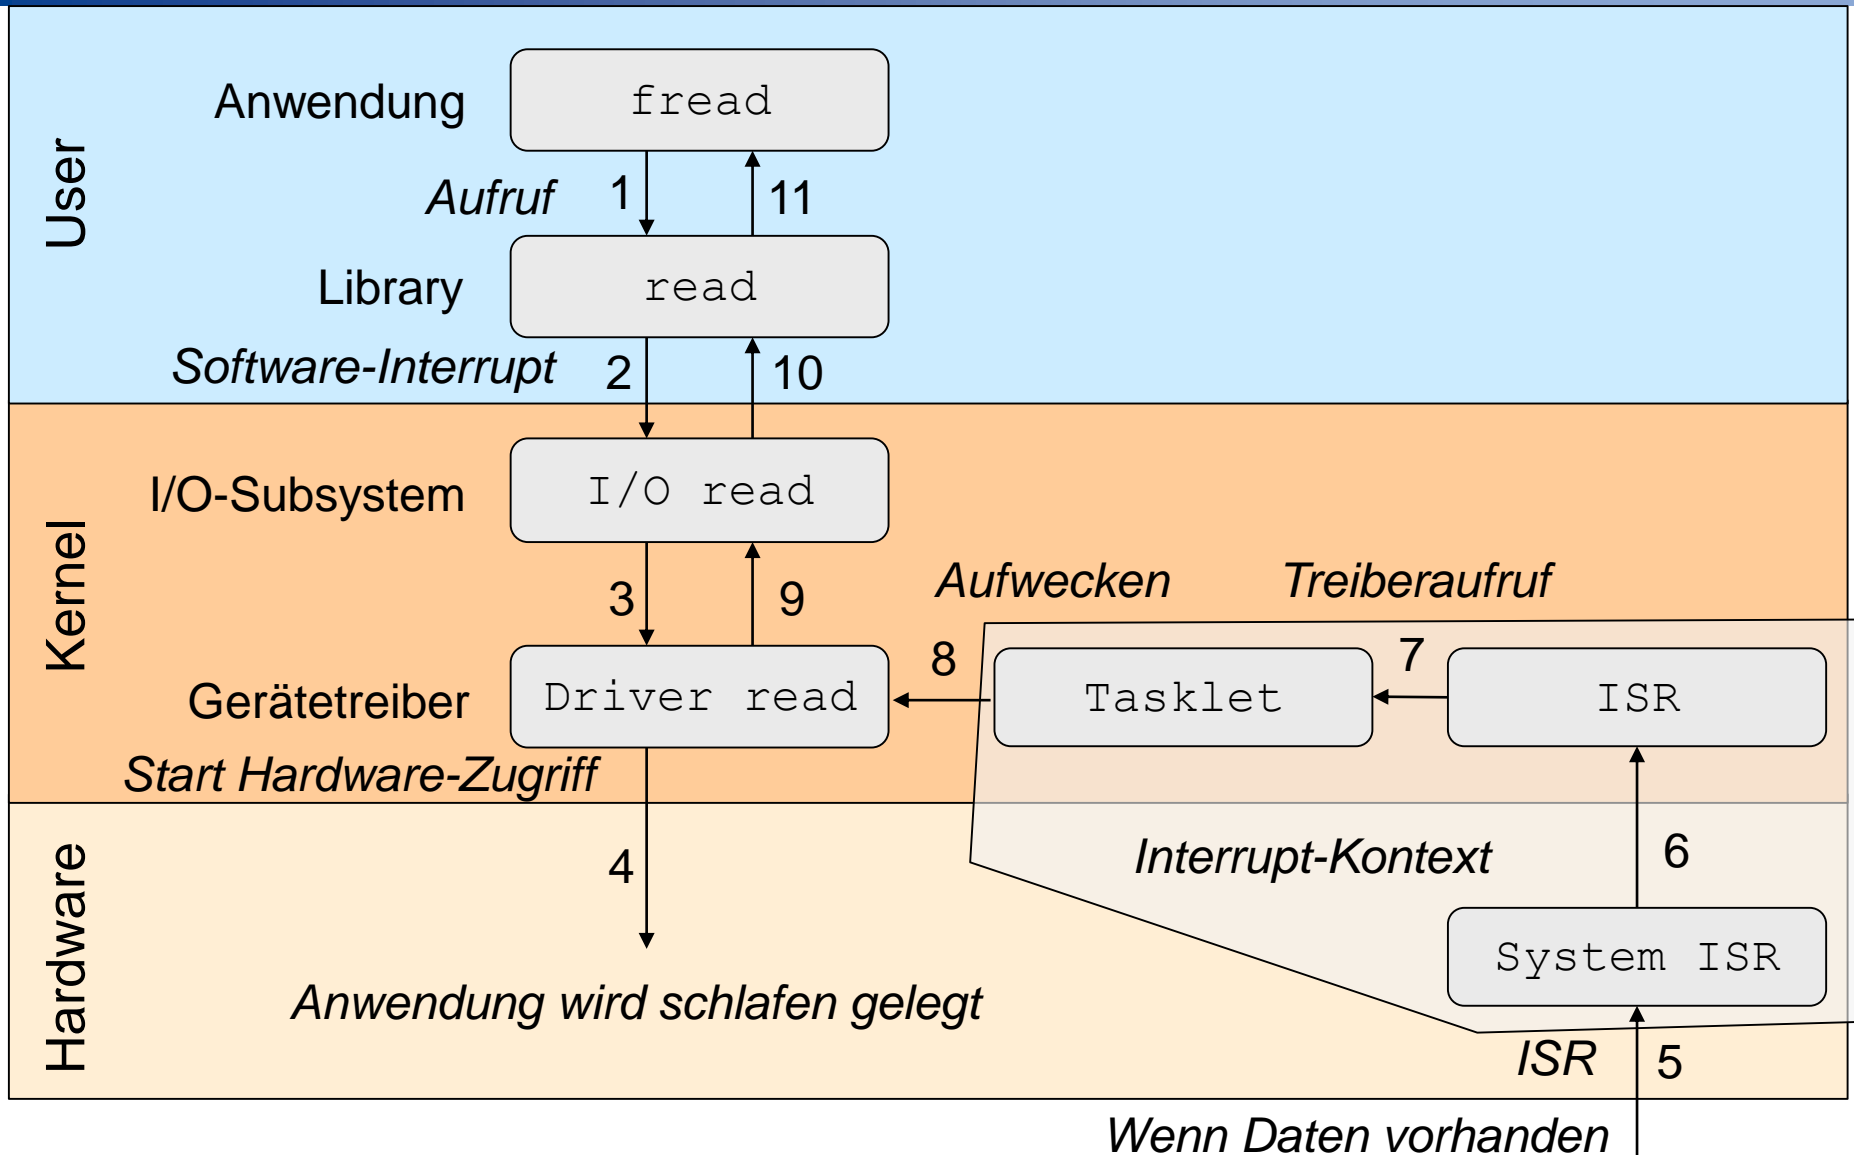 User
Anwendung
fread
Aufruf
1
11
Library
read
Software-Interrupt
2
10
Kernel
I/O-Subsystem
I/O read
3
9
Aufwecken
Treiberaufruf
Gerätetreiber
Driver read
8
Tasklet
7
ISR
Start Hardware-Zugriff
Hardware
4
Interrupt-Kontext
6
System ISR
Anwendung wird schlafen gelegt
ISR
5
Wenn Daten vorhanden